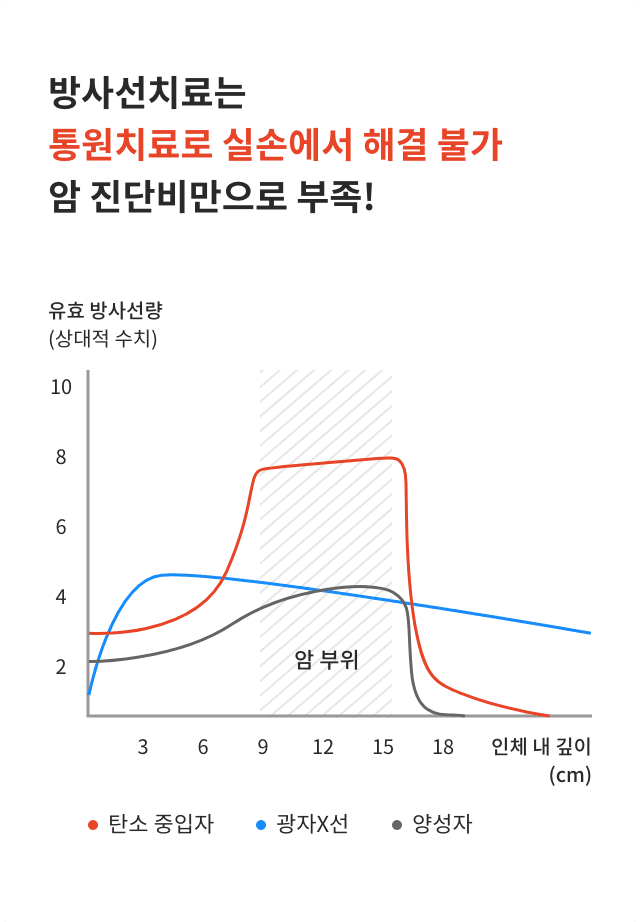 방사선치료는
통원치료로 실손에서 해결 불가
암 진단비만으로 부족!
유효 방사선량
(상대적 수치)
10
8
6
4
2
암 부위
3 6 9 12 15 18 인체 내 깊이
(cm)
탄소 중입자 광자X선 양성자